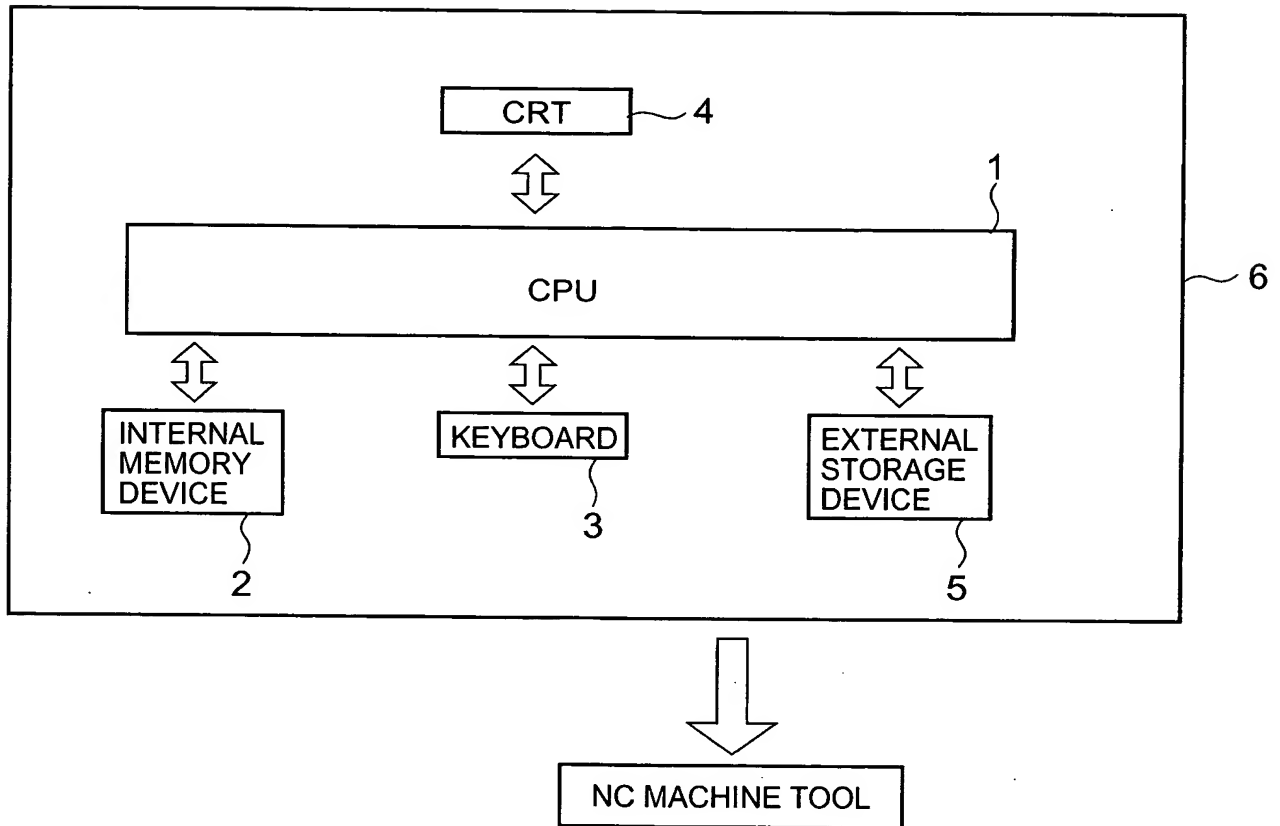 CRT
4
1
CPU
6
INTERNAL
MEMORY
DEVICE
2
KEYBOARD
3
EXTERNAL
STORAGE
DEVICE
5
NC MACHINE TOOL